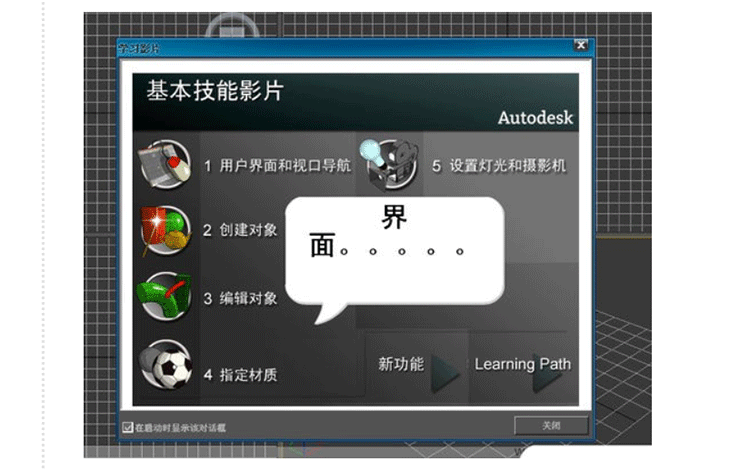 学习影片
基本技能影片
Autodesk
1 用户界面和视口导航
5 设置灯光和摄影机
2 创建对象
界
面。。。。。
3 编辑对象
4 指定材质
新功能
Learning Path
在启动时显示该对话框
关闭